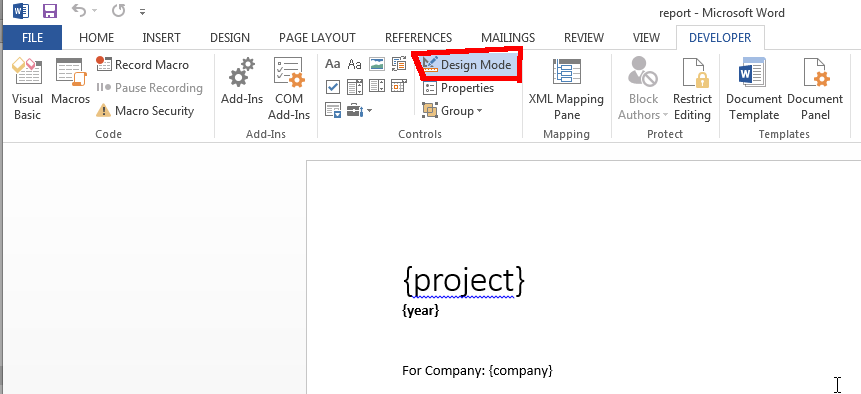 report - Microsoft Word
FILE HOME INSERT DESIGN PAGE LAYOUT REFERENCES MAILINGS REVIEW VIEW DEVELOPER
Visual Basic
Macros
Record Macro
Pause Recording
Macro Security
Code
Add-Ins
COM Add-Ins
Add-Ins
Aa Aa
Design Mode
Properties
Group
Controls
XML Mapping Pane
Mapping
Block Authors
Restrict Editing
Protect
Document Template
Document Panel
Templates
{project}
{year}
For Company: {company}